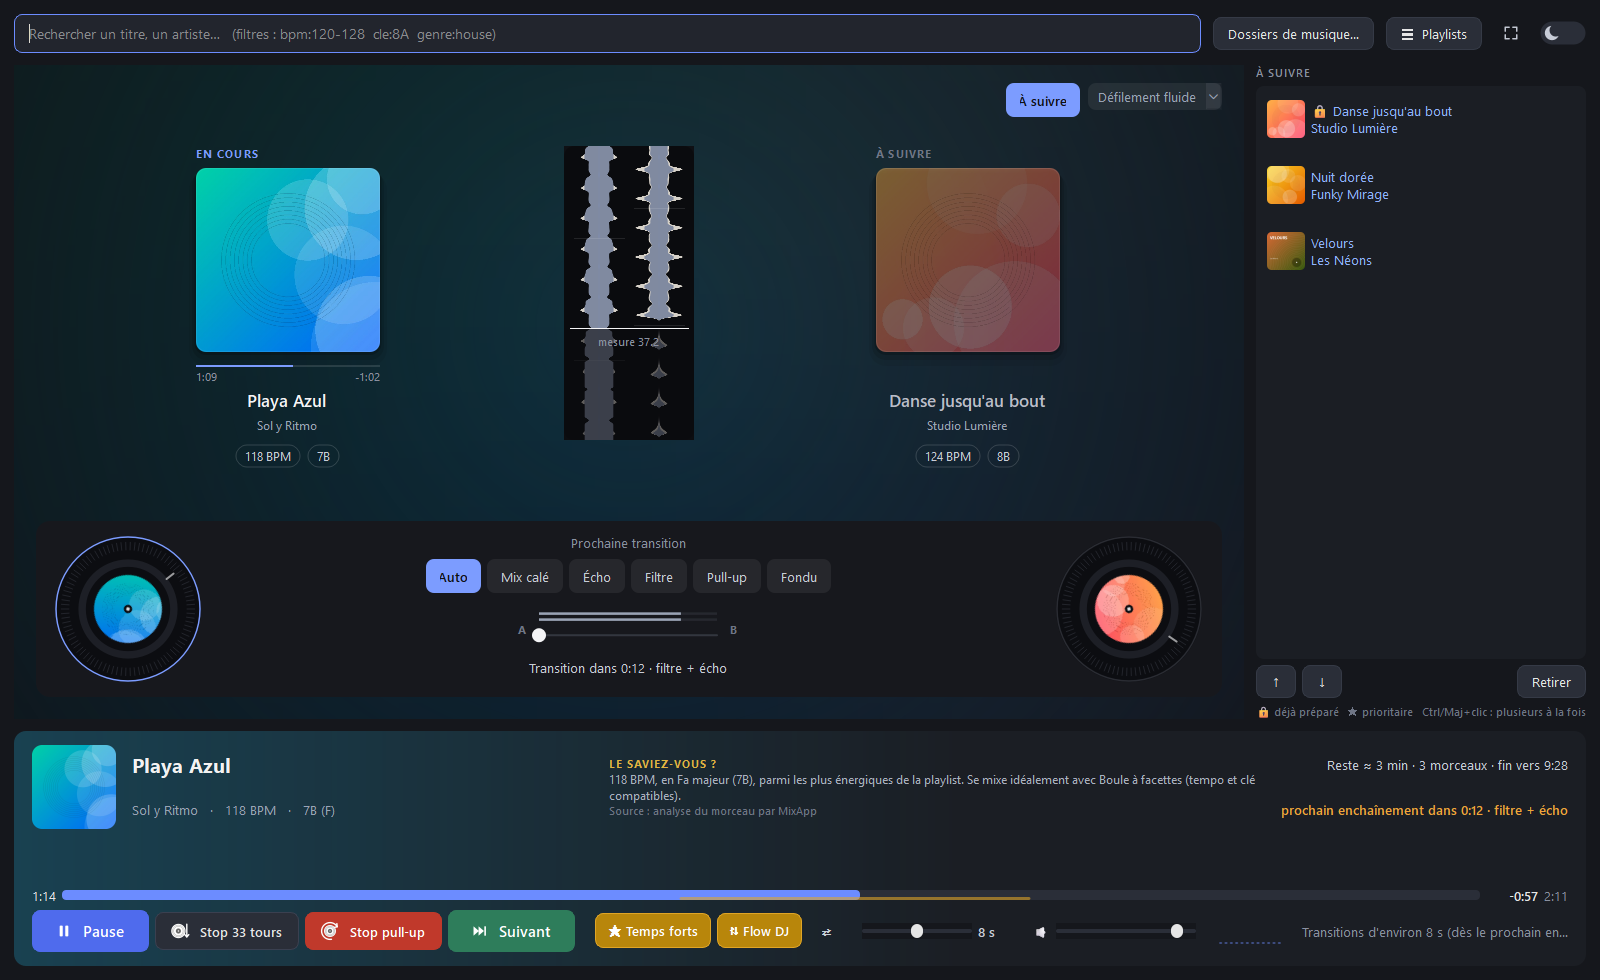 Rechercher un titre, un artiste... (filtres : bpm:120-128 cle:8A genre:house)
Dossiers de musique...
Playlists
À suivre
Défilement fluide
EN COURS
1:09
-1:02
Playa Azul
Sol y Ritmo
118 BPM
7B
mesure 37.2
À SUIVRE
Danse jusqu'au bout
Studio Lumière
124 BPM
8B
Prochaine transition
Auto
Mix calé
Écho
Filtre
Pull-up
Fondu
A
B
Transition dans 0:12 · filtre + écho
À SUIVRE
Danse jusqu'au bout
Studio Lumière
Nuit dorée
Funky Mirage
VELOURS
Velours
Les Néons
↑
↓
Retirer
déjà préparé ★ prioritaire Ctrl/Maj+clic : plusieurs à la fois
Playa Azul
Sol y Ritmo · 118 BPM · 7B (F)
LE SAVIEZ-VOUS ?
118 BPM, en Fa majeur (7B), parmi les plus énergiques de la playlist. Se mixe idéalement avec Boule à facettes (tempo et clé
compatibles).
Source : analyse du morceau par MixApp
Reste ≈ 3 min · 3 morceaux · fin vers 9:28
prochain enchaînement dans 0:12 · filtre + écho
1:14
-0:57 2:11
Pause
Stop 33 tours
Stop pull-up
Suivant
★ Temps forts
⇅ Flow DJ
⇄
8 s
Transitions d'environ 8 s (dès le prochain en...